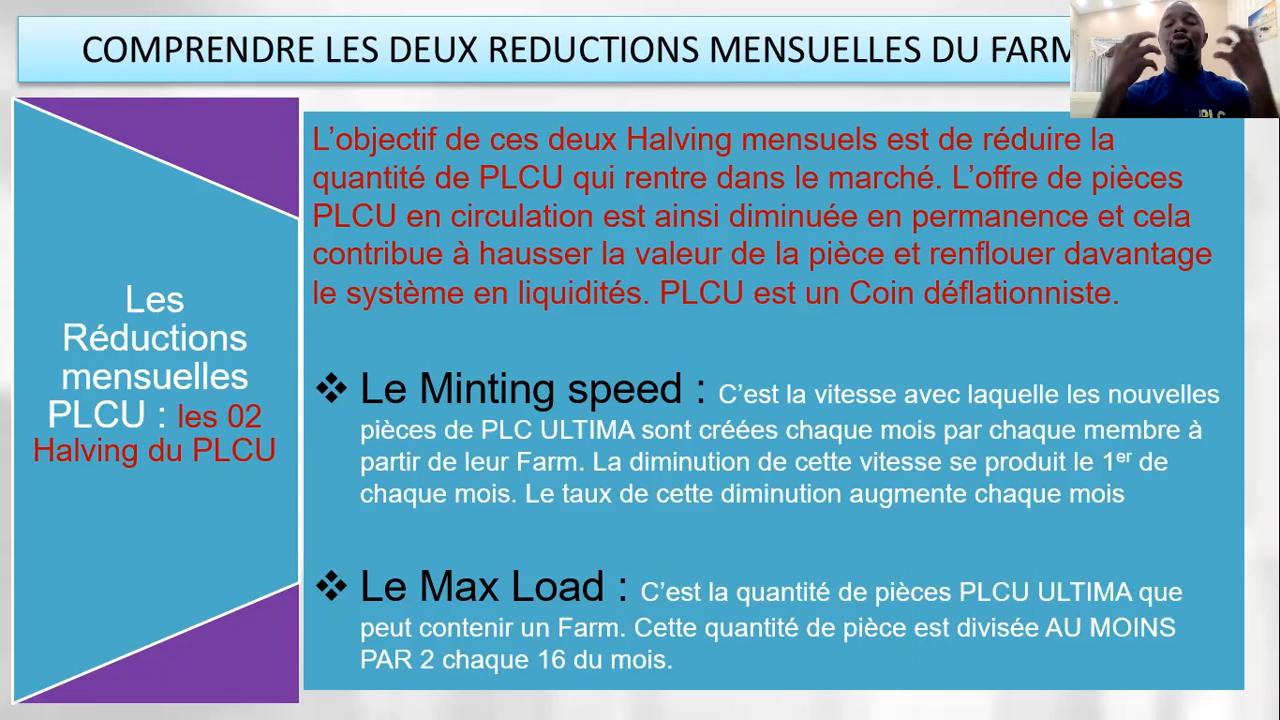 COMPRENDRE LES DEUX REDUCTIONS MENSUELLES DU FARM
L’objectif de ces deux Halving mensuels est de réduire la
quantité de PLCU qui rentre dans le marché. L’offre de pièces
PLCU en circulation est ainsi diminuée en permanence et cela
contribue à hausser la valeur de la pièce et renflouer davantage
le système en liquidités. PLCU est un Coin déflationniste.
Les
Réductions
mensuelles
PLCU : les 02
Halving du PLCU
❖ Le Minting speed : C’est la vitesse avec laquelle les nouvelles
pièces de PLC ULTIMA sont créées chaque mois par chaque membre à
partir de leur Farm. La diminution de cette vitesse se produit le 1er de
chaque mois. Le taux de cette diminution augmente chaque mois
❖ Le Max Load : C’est la quantité de pièces PLCU ULTIMA que
peut contenir un Farm. Cette quantité de pièce est divisée AU MOINS
PAR 2 chaque 16 du mois.